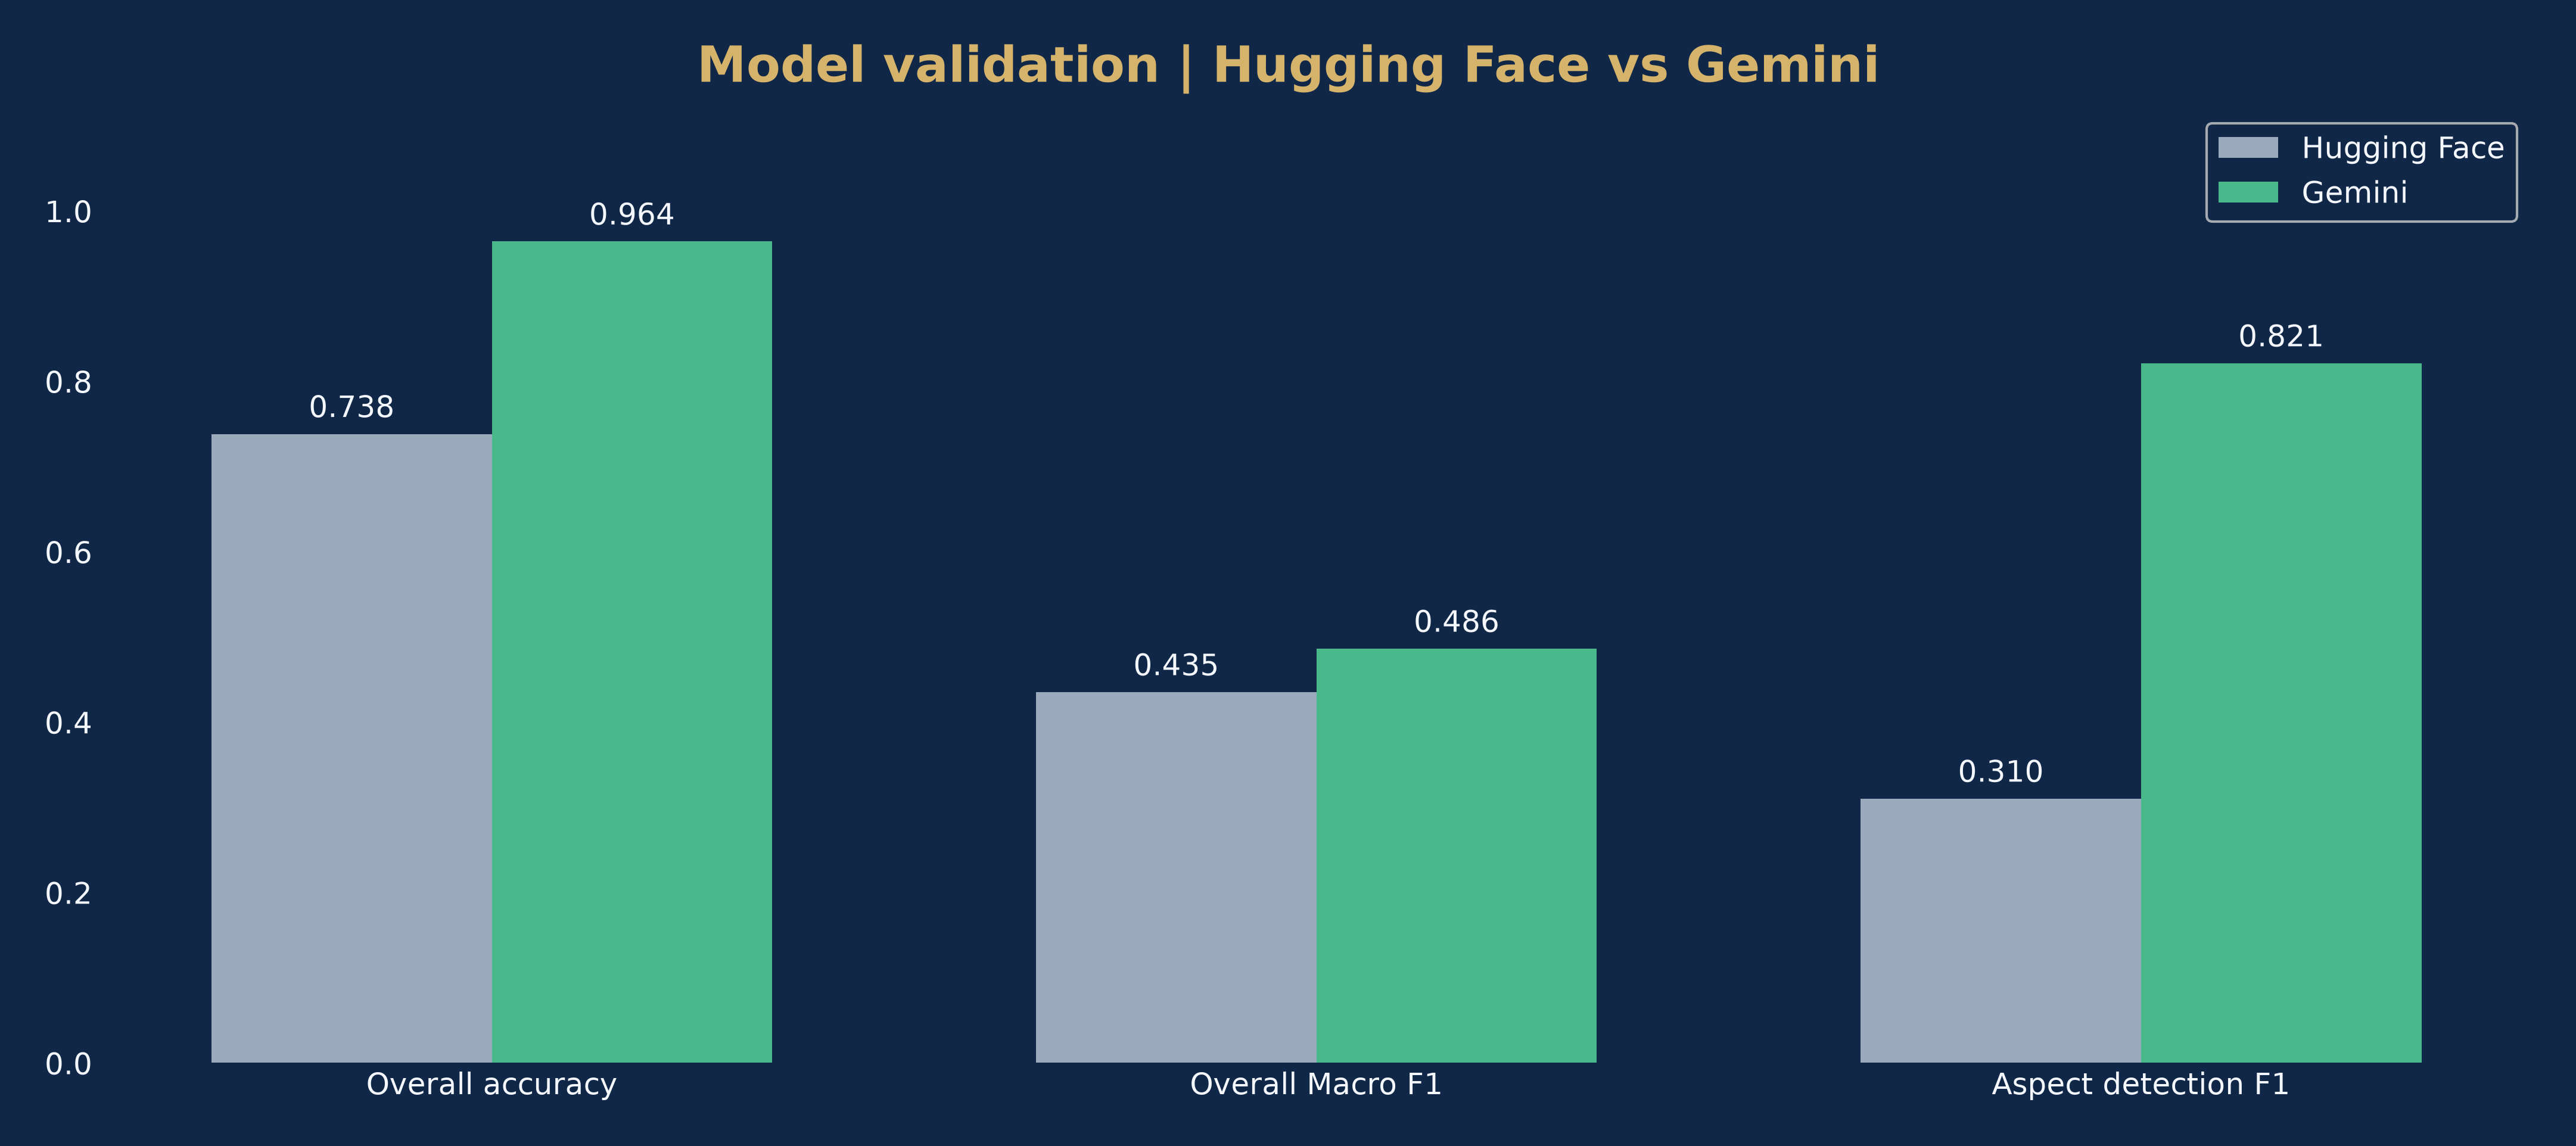 Model validation | Hugging Face vs Gemini
Hugging Face
Gemini
1.0
0.8
0.6
0.4
0.2
0.0
0.738
0.964
0.435
0.486
0.310
0.821
Overall accuracy
Overall Macro F1
Aspect detection F1